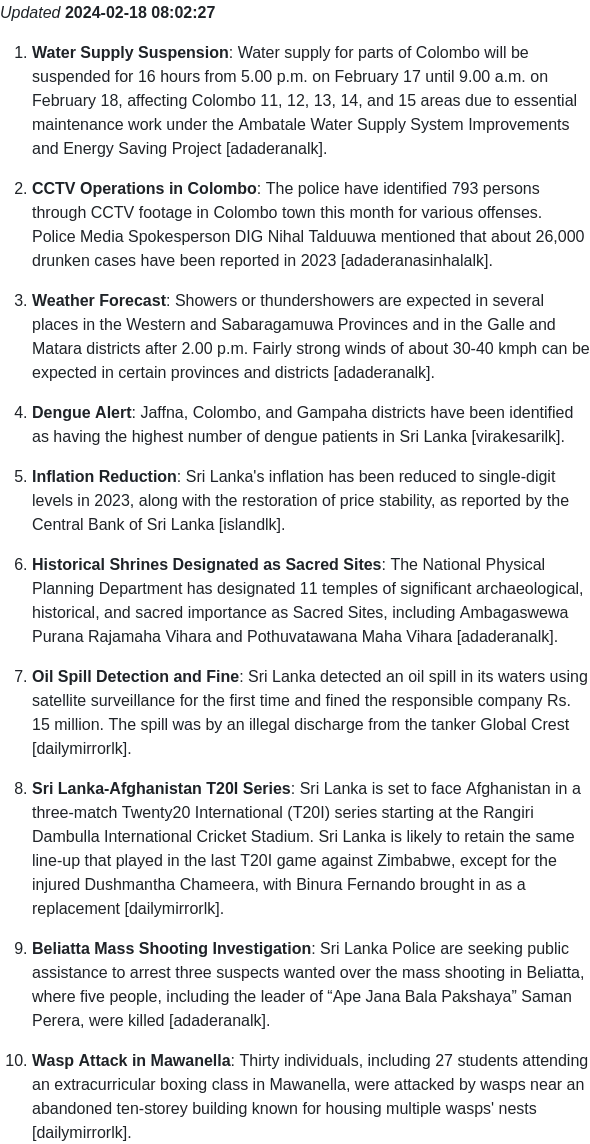 Updated 2024-02-18 08:02:27
1. Water Supply Suspension: Water supply for parts of Colombo will be
suspended for 16 hours from 5.00 p.m. on February 17 until 9.00 a.m. on
February 18, affecting Colombo 11, 12, 13, 14, and 15 areas due to essential
maintenance work under the Ambatale Water Supply System Improvements
and Energy Saving Project [adaderanalk].
2. CCTV Operations in Colombo: The police have identified 793 persons
through CCTV footage in Colombo town this month for various offenses.
Police Media Spokesperson DIG Nihal Talduuwa mentioned that about 26,000
drunken cases have been reported in 2023 [adaderanasinhalalk].
3. Weather Forecast: Showers or thundershowers are expected in several
places in the Western and Sabaragamuwa Provinces and in the Galle and
Matara districts after 2.00 p.m. Fairly strong winds of about 30-40 kmph can be
expected in certain provinces and districts [adaderanalk].
4. Dengue Alert: Jaffna, Colombo, and Gampaha districts have been identified
as having the highest number of dengue patients in Sri Lanka [virakesarilk].
5. Inflation Reduction: Sri Lanka's inflation has been reduced to single-digit
levels in 2023, along with the restoration of price stability, as reported by the
Central Bank of Sri Lanka [islandlk].
6. Historical Shrines Designated as Sacred Sites: The National Physical
Planning Department has designated 11 temples of significant archaeological,
historical, and sacred importance as Sacred Sites, including Ambagaswewa
Purana Rajamaha Vihara and Pothuvatawana Maha Vihara [adaderanalk].
7. Oil Spill Detection and Fine: Sri Lanka detected an oil spill in its waters using
satellite surveillance for the first time and fined the responsible company Rs.
15 million. The spill was by an illegal discharge from the tanker Global Crest
[dailymirrorlk].
8. Sri Lanka-Afghanistan T20I Series: Sri Lanka is set to face Afghanistan in a
three-match Twenty20 International (T20I) series starting at the Rangiri
Dambulla International Cricket Stadium. Sri Lanka is likely to retain the same
line-up that played in the last T20I game against Zimbabwe, except for the
injured Dushmantha Chameera, with Binura Fernando brought in as a
replacement [dailymirrorlk].
9. Beliatta Mass Shooting Investigation: Sri Lanka Police are seeking public
assistance to arrest three suspects wanted over the mass shooting in Beliatta,
where five people, including the leader of “Ape Jana Bala Pakshaya” Saman
Perera, were killed [adaderanalk].
10. Wasp Attack in Mawanella: Thirty individuals, including 27 students attending
an extracurricular boxing class in Mawanella, were attacked by wasps near an
abandoned ten-storey building known for housing multiple wasps' nests
[dailymirrorlk].